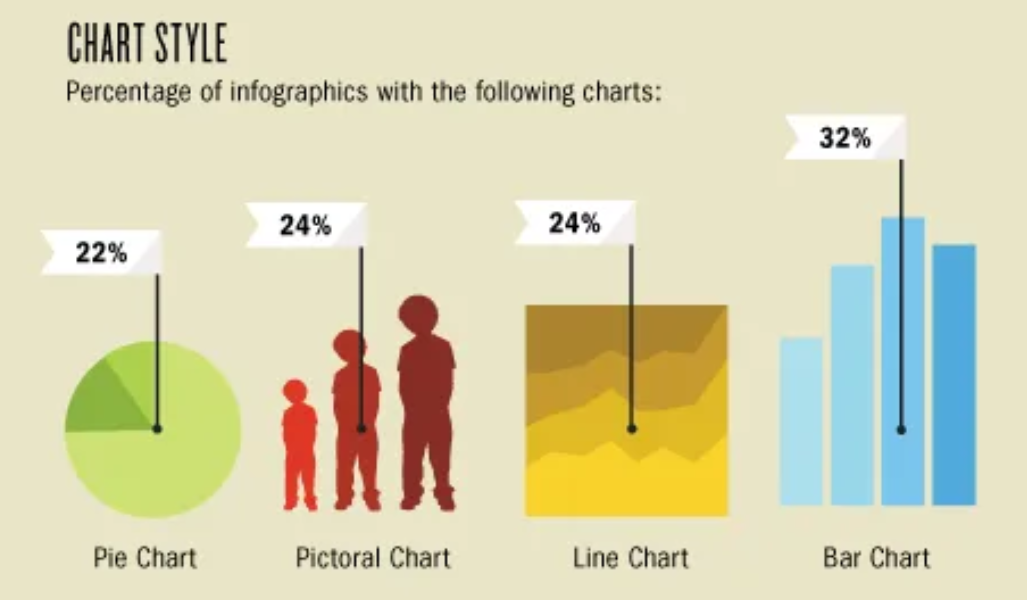 CHART STYLE
Percentage of infographics with the following charts:
22%
24%
24%
32%
Pie Chart
Pictoral Chart
Line Chart
Bar Chart